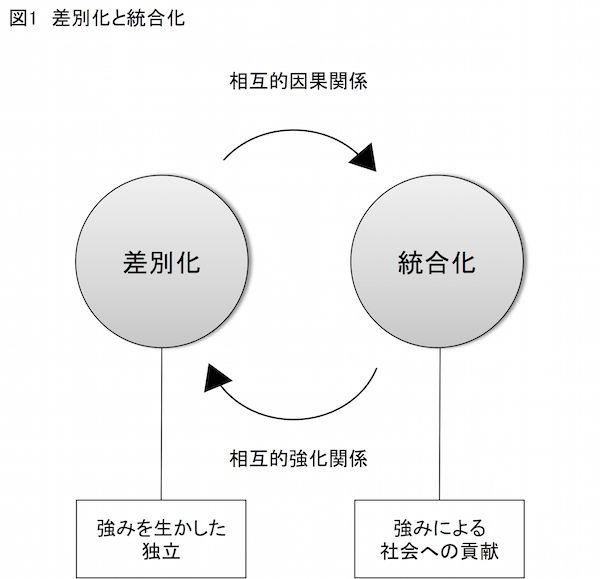 図1 差別化と統合化
相互的因果関係
差別化
統合化
相互的強化関係
強みを生かした
独立
強みによる
社会への貢献